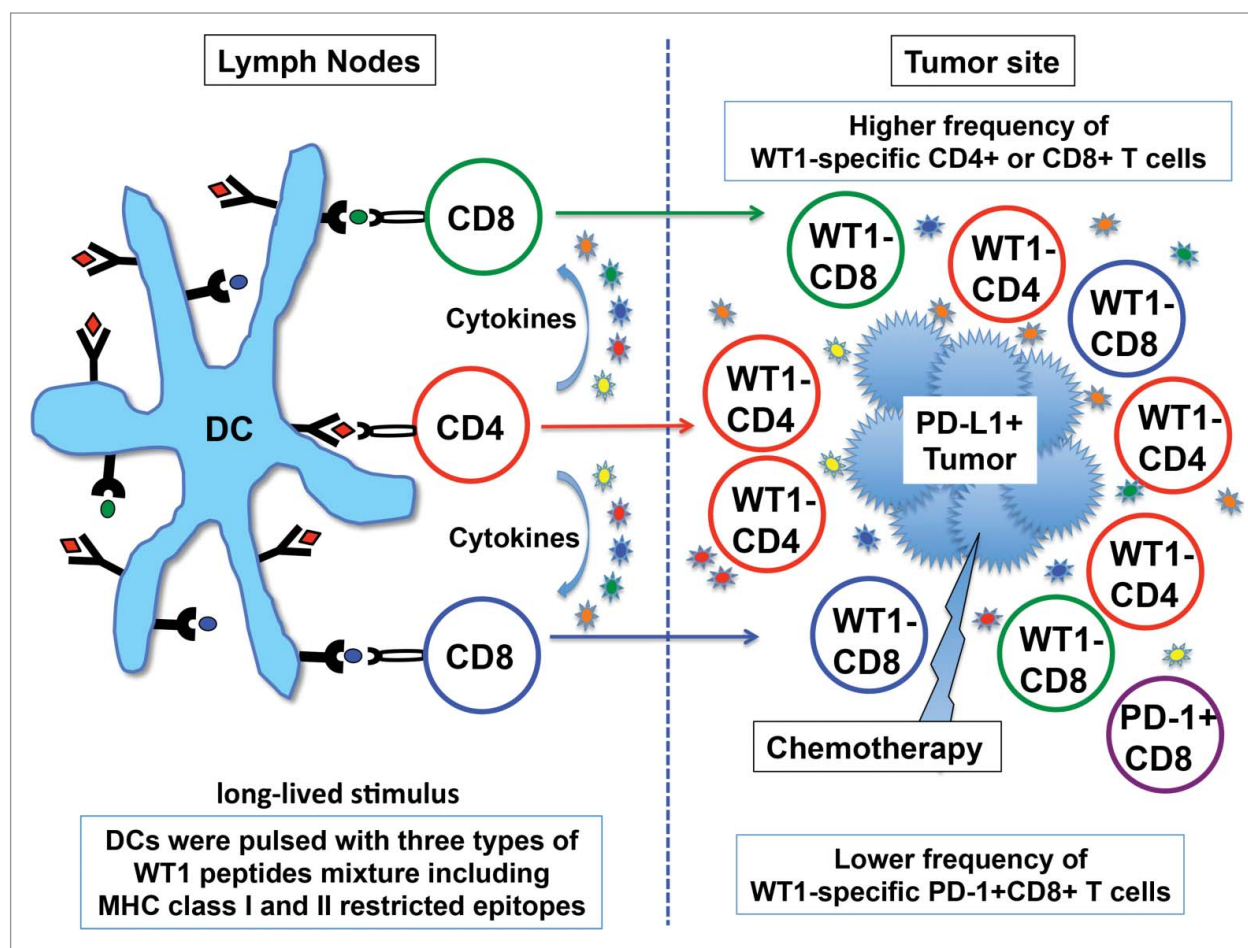 Lymph Nodes
CD8
Cytokines
DC
CD4
Cytokines
CD8
long-lived stimulus
DCs were pulsed with three types of
WT1 peptides mixture including
MHC class I and II restricted epitopes
Tumor site
Higher frequency of
WT1-specific CD4+ or CD8+ T cells
WT1-
CD8
WT1-
CD4
WT1-
CD8
WT1-
CD4
PD-L1+
Tumor
WT1-
CD4
WT1-
CD4
WT1-
CD4
WT1-
CD8
WT1-
CD8
PD-1+
CD8
Chemotherapy
Lower frequency of
WT1-specific PD-1+CD8+ T cells